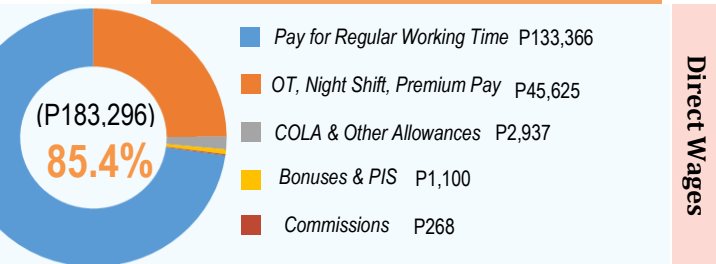 Pay for Regular Working Time P133,366
OT, Night Shift, Premium Pay P45,625
(P183,296)
85.4%
COLA & Other Allowances P2,937
Bonuses & PIS P1,100
Commissions P268
Direct Wages